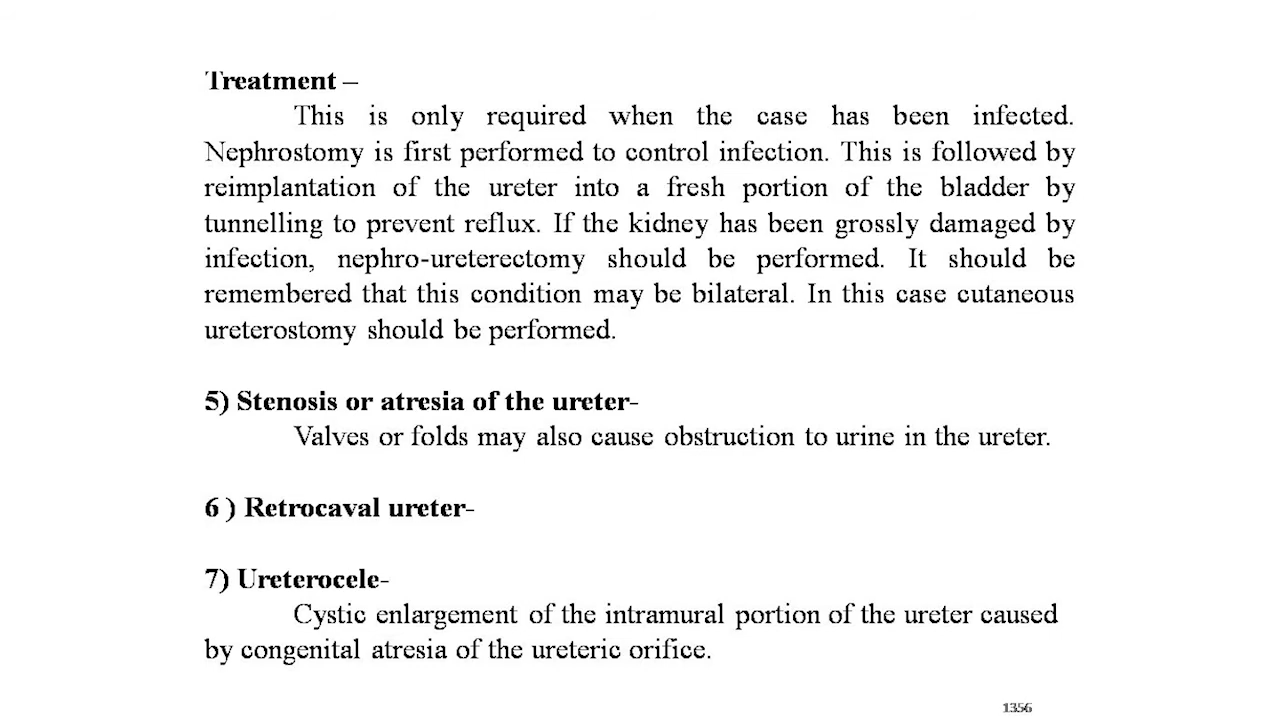 Treatment –
This is only required when the case has been infected.
Nephrostomy is first performed to control infection. This is followed by
reimplantation of the ureter into a fresh portion of the bladder by
tunnelling to prevent reflux. If the kidney has been grossly damaged by
infection, nephro-ureterectomy should be performed. It should be
remembered that this condition may be bilateral. In this case cutaneous
ureterostomy should be performed.
5) Stenosis or atresia of the ureter-
Valves or folds may also cause obstruction to urine in the ureter.
6 ) Retrocaval ureter-
7) Ureterocele-
Cystic enlargement of the intramural portion of the ureter caused
by congenital atresia of the ureteric orifice.
1356